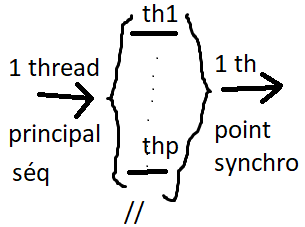 th1
1 thread
1 th
principal
séq
thp
point
synchro
//